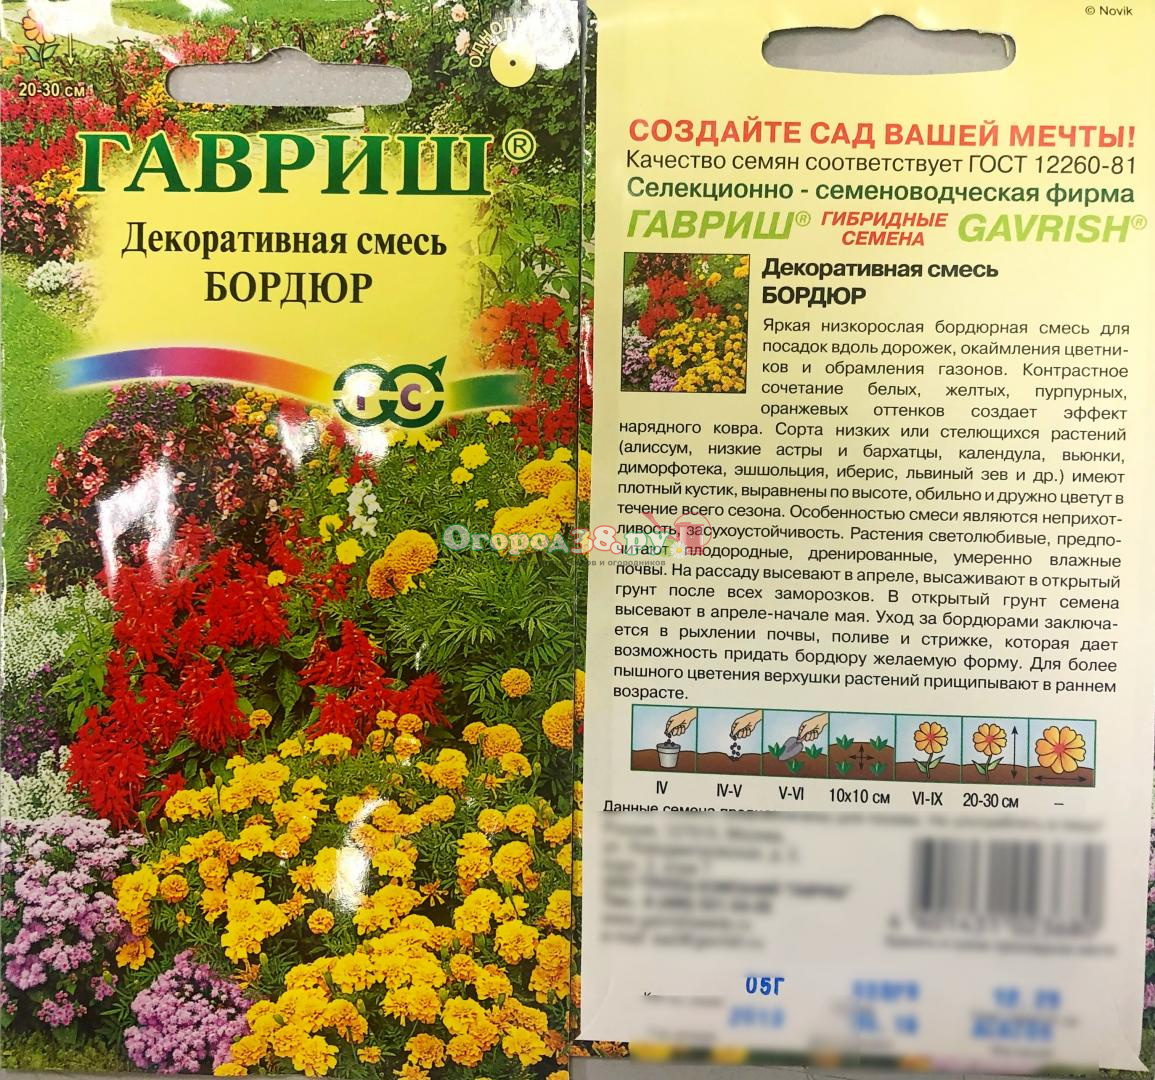 20-30 см
ГАВРИШ®
Декоративная смесь
БОРДЮР
ГС
© Novik
СОЗДАЙТЕ САД ВАШЕЙ МЕЧТЫ!
Качество семян соответствует ГОСТ 12260-81
Селекционно - семеноводческая фирма
ГАВРИШ® ГИБРИДНЫЕ СЕМЕНА GAVRISH®
Декоративная смесь
БОРДЮР
Яркая низкорослая бордюрная смесь для
посадок вдоль дорожек, окаймления цветни-
ков и обрамления газонов. Контрастное
сочетание белых, желтых, пурпурных,
оранжевых оттенков создает эффект
нарядного ковра. Сорта низких или стелющихся растений
(алиссум, низкие астры и бархатцы, календула, вьюнки,
диморфотека, эшшольция, иберис, львиный зев и др.) имеют
плотный кустик, выравнены по высоте, обильно и дружно цветут в
течение всего сезона. Особенностью смеси являются неприхот-
ливость, засухоустойчивость. Растения светолюбивые, предпо-
читают плодородные, дренированные, умеренно влажные
почвы. На рассаду высевают в апреле, высаживают в открытый
грунт после всех заморозков. В открытый грунт семена
высевают в апреле-начале мая. Уход за бордюрами заключа-
ется в рыхлении почвы, поливе и стрижке, которая дает
возможность придать бордюру желаемую форму. Для более
пышного цветения верхушки растений прищипывают в раннем
возрасте.
IV IV-V V-VI 10х10 см VI-IX 20-30 см –
Данные семена
05Г
Огород38.ру
и огородников